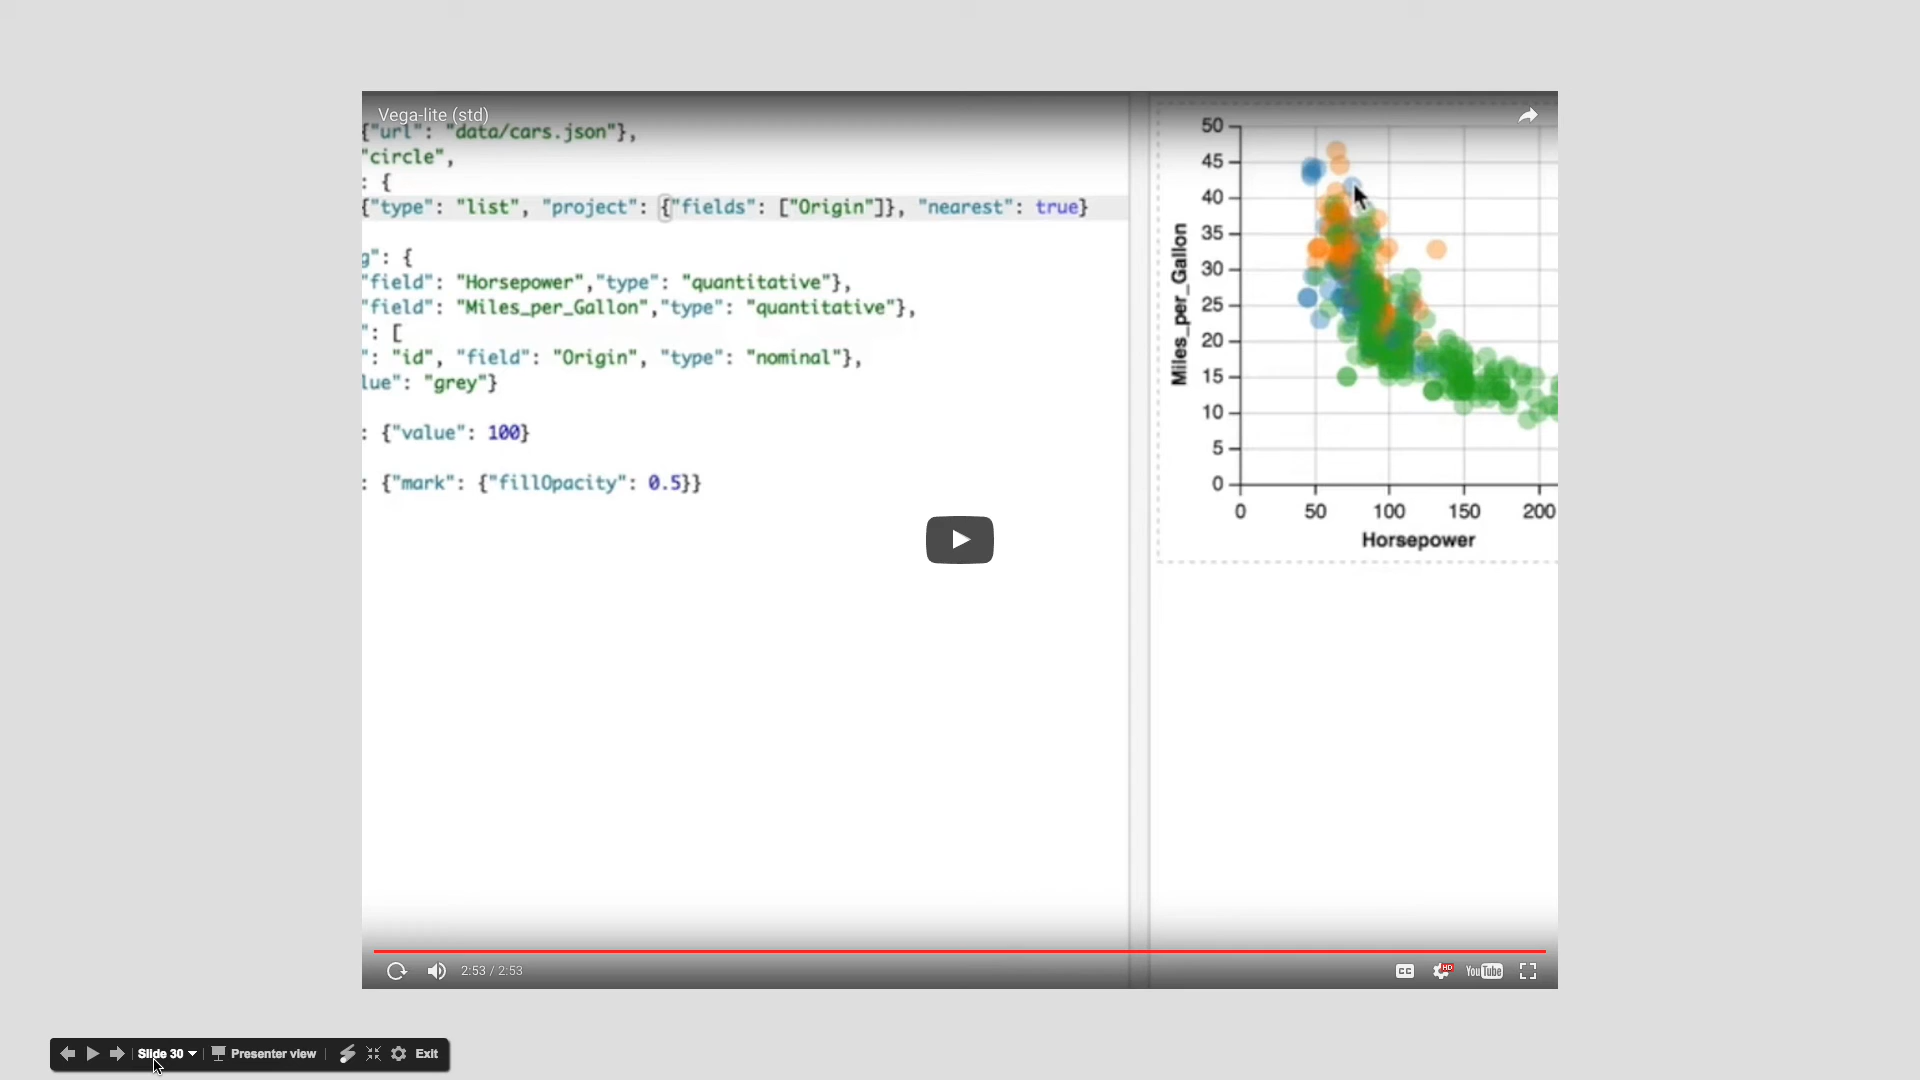 Vega-lite (std)
{"url": "data/cars.json"},
"circle",
: {
{"type": "list", "project": {"fields": ["Origin"]}, "nearest": true}
g": {
"field": "Horsepower","type": "quantitative"},
"field": "Miles_per_Gallon","type": "quantitative"},
": [
": "id", "field": "Origin", "type": "nominal"},
lue": "grey"}
: {"value": 100}
: {"mark": {"fillOpacity": 0.5}}
50
45
40
35
30
25
20
15
10
5
0
Miles_per_Gallon
0 50 100 150 200
Horsepower
2:53 / 2:53
CC
HD
YouTube
Slide 30
Presenter view
Exit